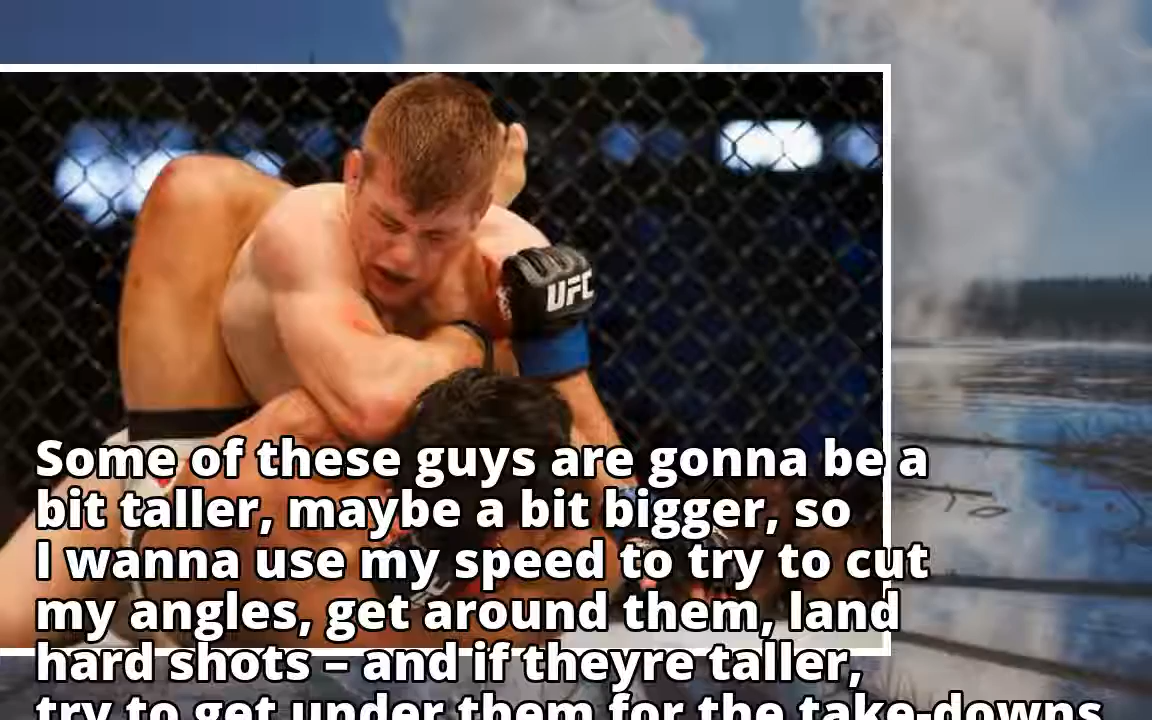 UFC
Some of these guys are gonna be a
bit taller, maybe a bit bigger, so
I wanna use my speed to try to cut
my angles, get around them, land
hard shots – and if theyre taller,
try to get under them for the take-downs